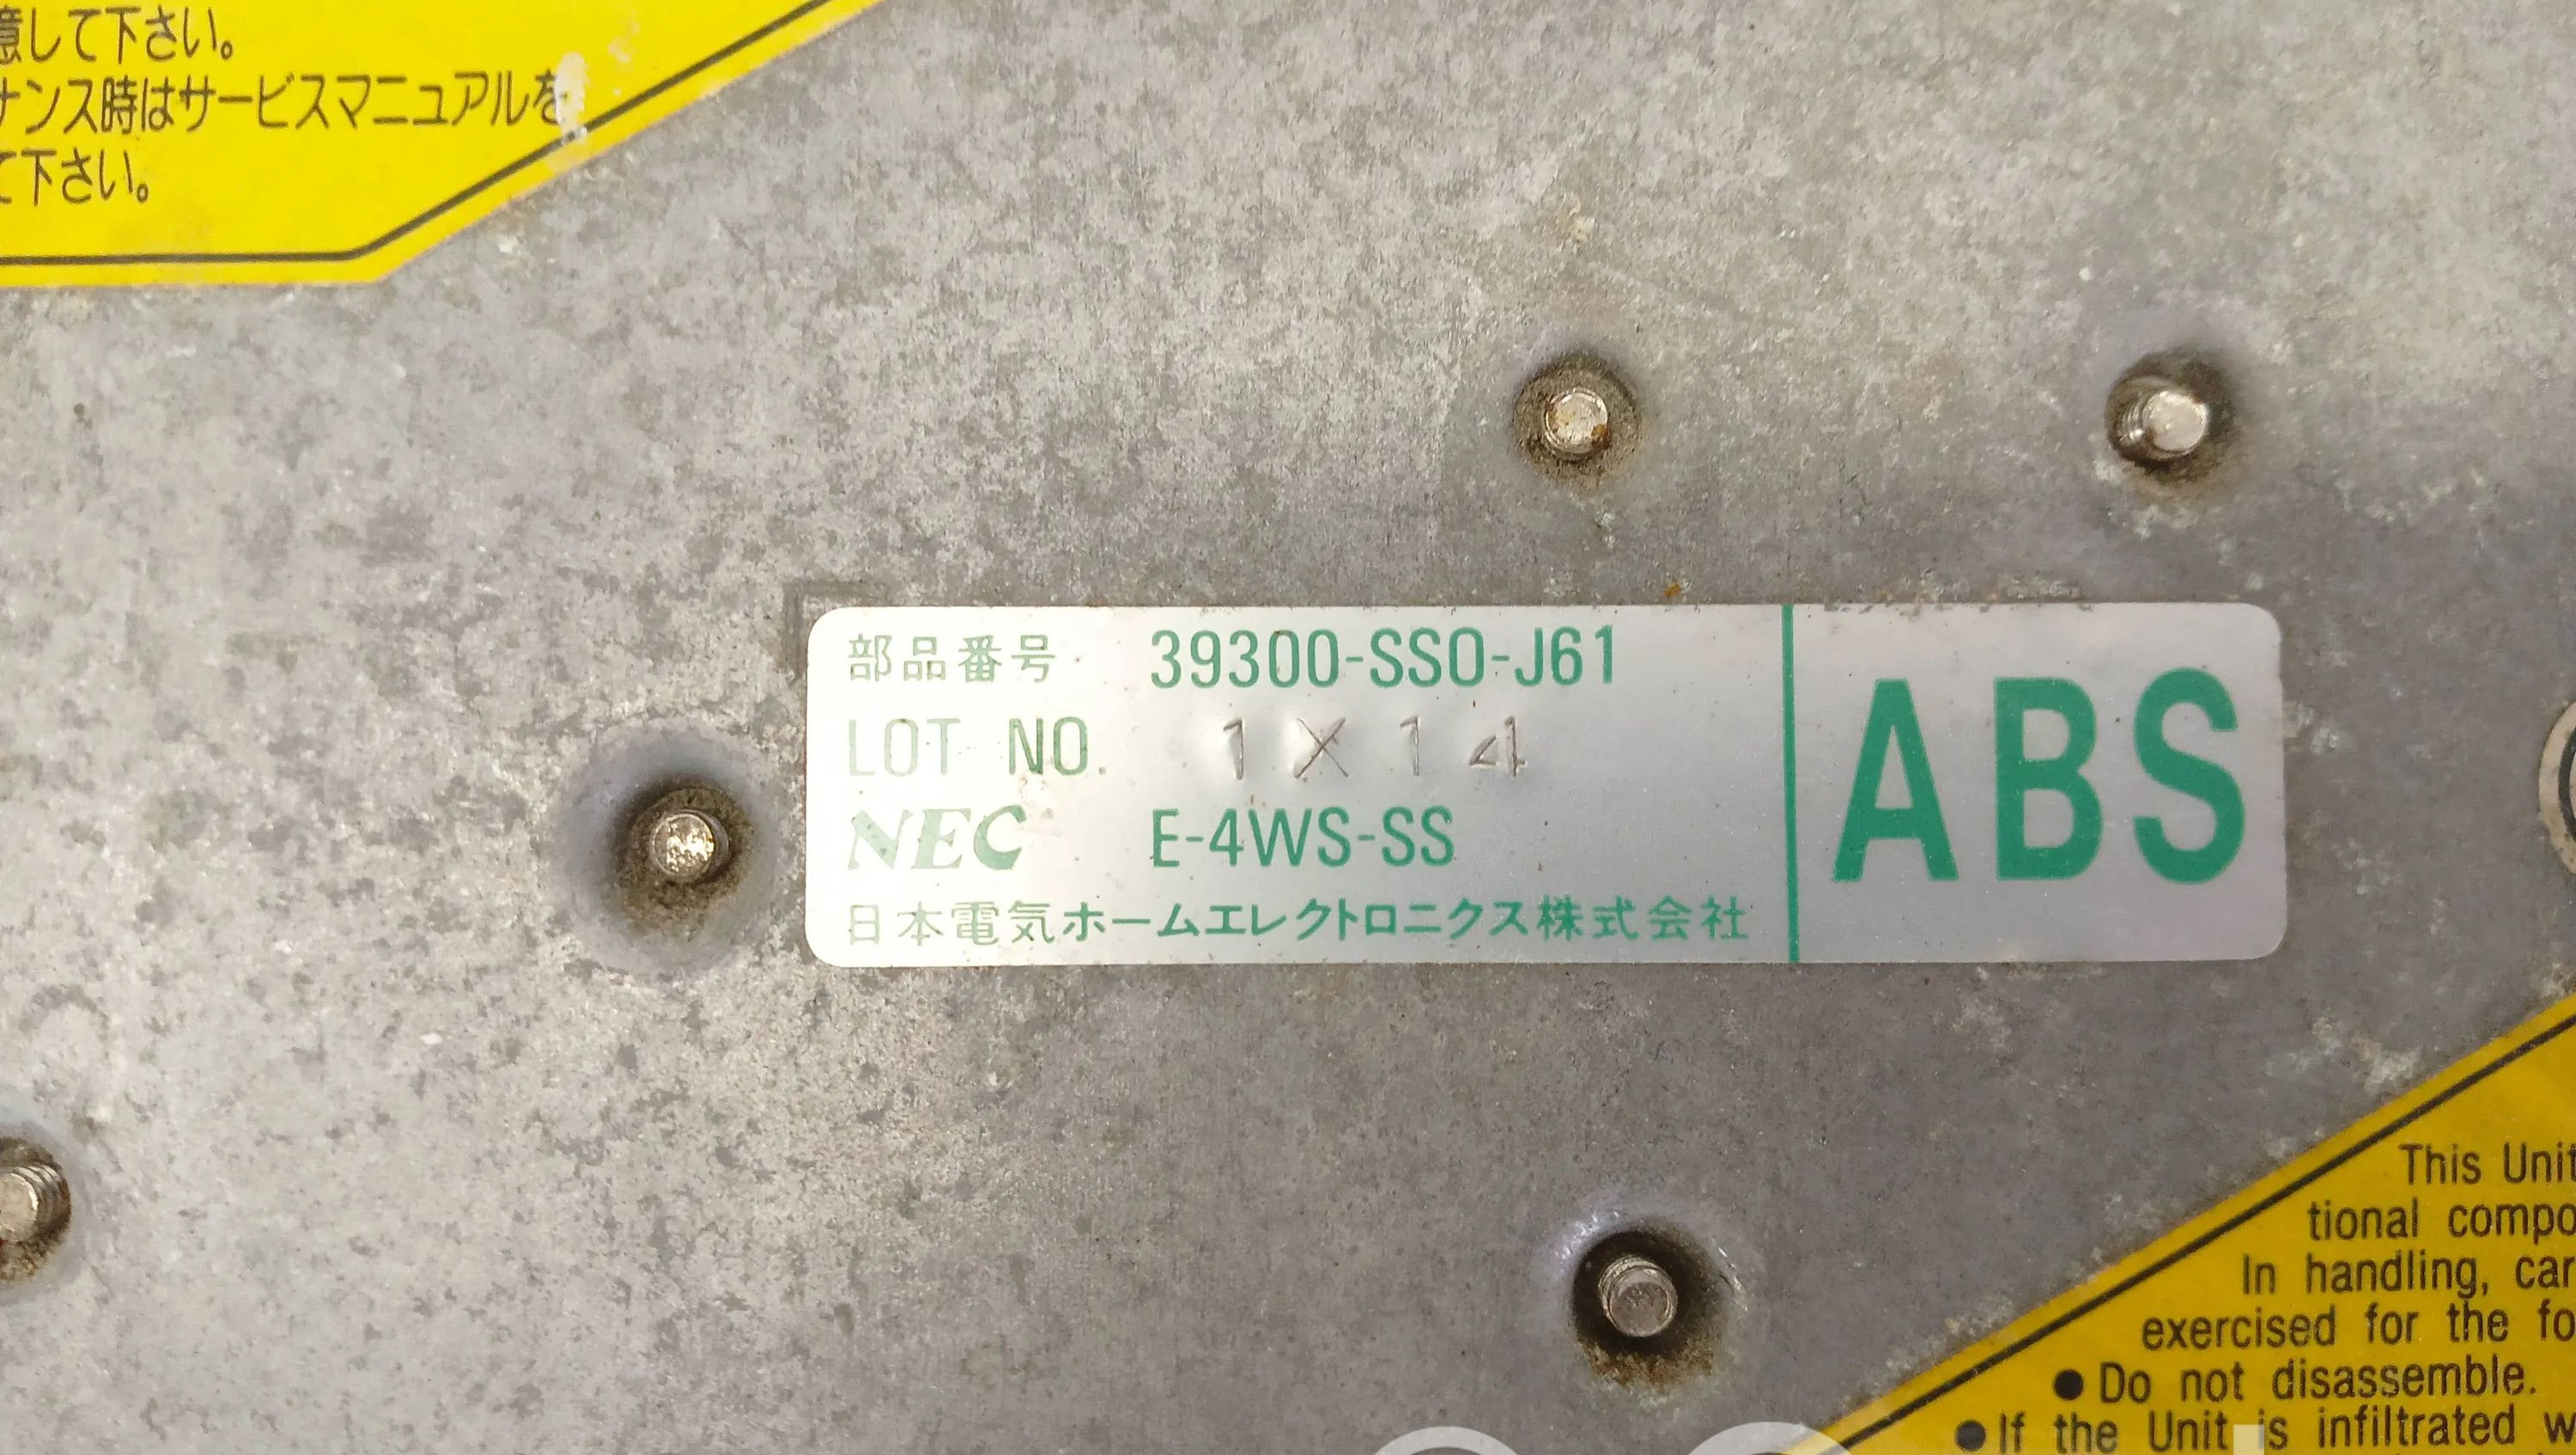 意して下さい。
ナンス時はサービスマニュアルを
て下さい。
部品番号 39300-SS0-J61
LOT NO. 1X14
NEC E-4WS-SS
日本電気ホームエレクトロニクス株式会社
ABS
This Unit
tional compo
In handling, car
exercised for the fo
●Do not disassemble.
●If the Unit is infiltrated w